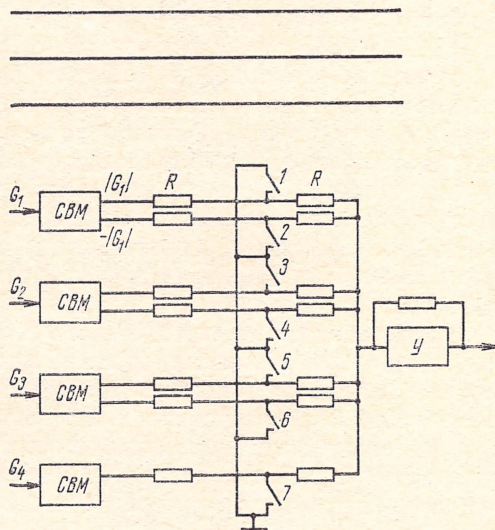 |G₁| R 1 R
G₁ СВМ
-|G₁| 2
3
G₂ СВМ
4
У
5
G₃ СВМ
6
G₄ СВМ
7